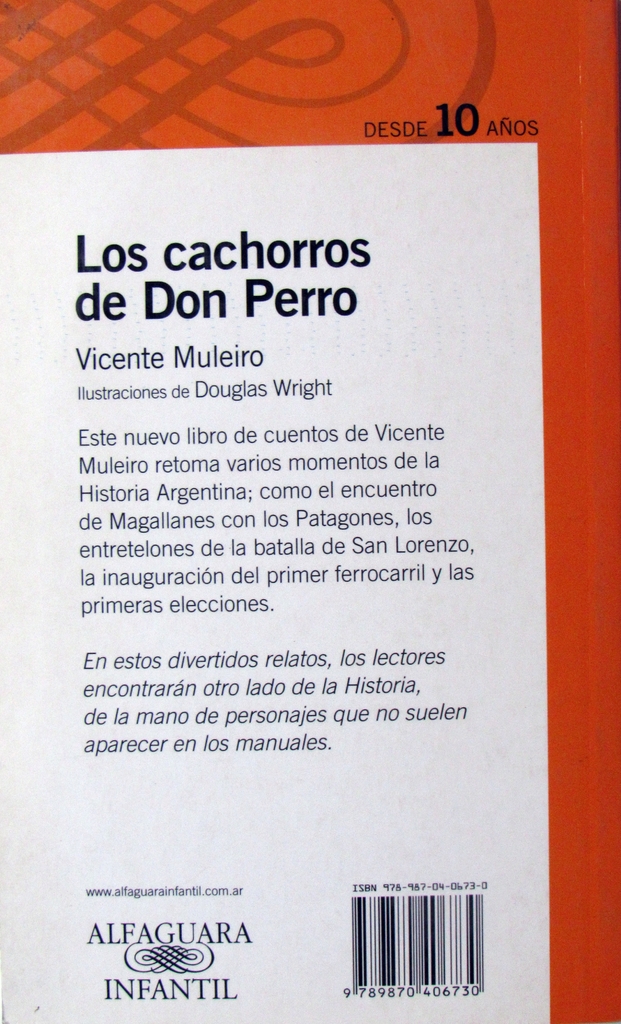 DESDE 10 AÑOS
Los cachorros
de Don Perro
Vicente Muleiro
Ilustraciones de Douglas Wright
Este nuevo libro de cuentos de Vicente
Muleiro retoma varios momentos de la
Historia Argentina; como el encuentro
de Magallanes con los Patagones, los
entretelones de la batalla de San Lorenzo,
la inauguración del primer ferrocarril y las
primeras elecciones.
En estos divertidos relatos, los lectores
encontrarán otro lado de la Historia,
de la mano de personajes que no suelen
aparecer en los manuales.
www.alfaguarainfantil.com.ar
ALFAGUARA
INFANTIL
ISBN 978-987-04-0673-0
9 789870 406730